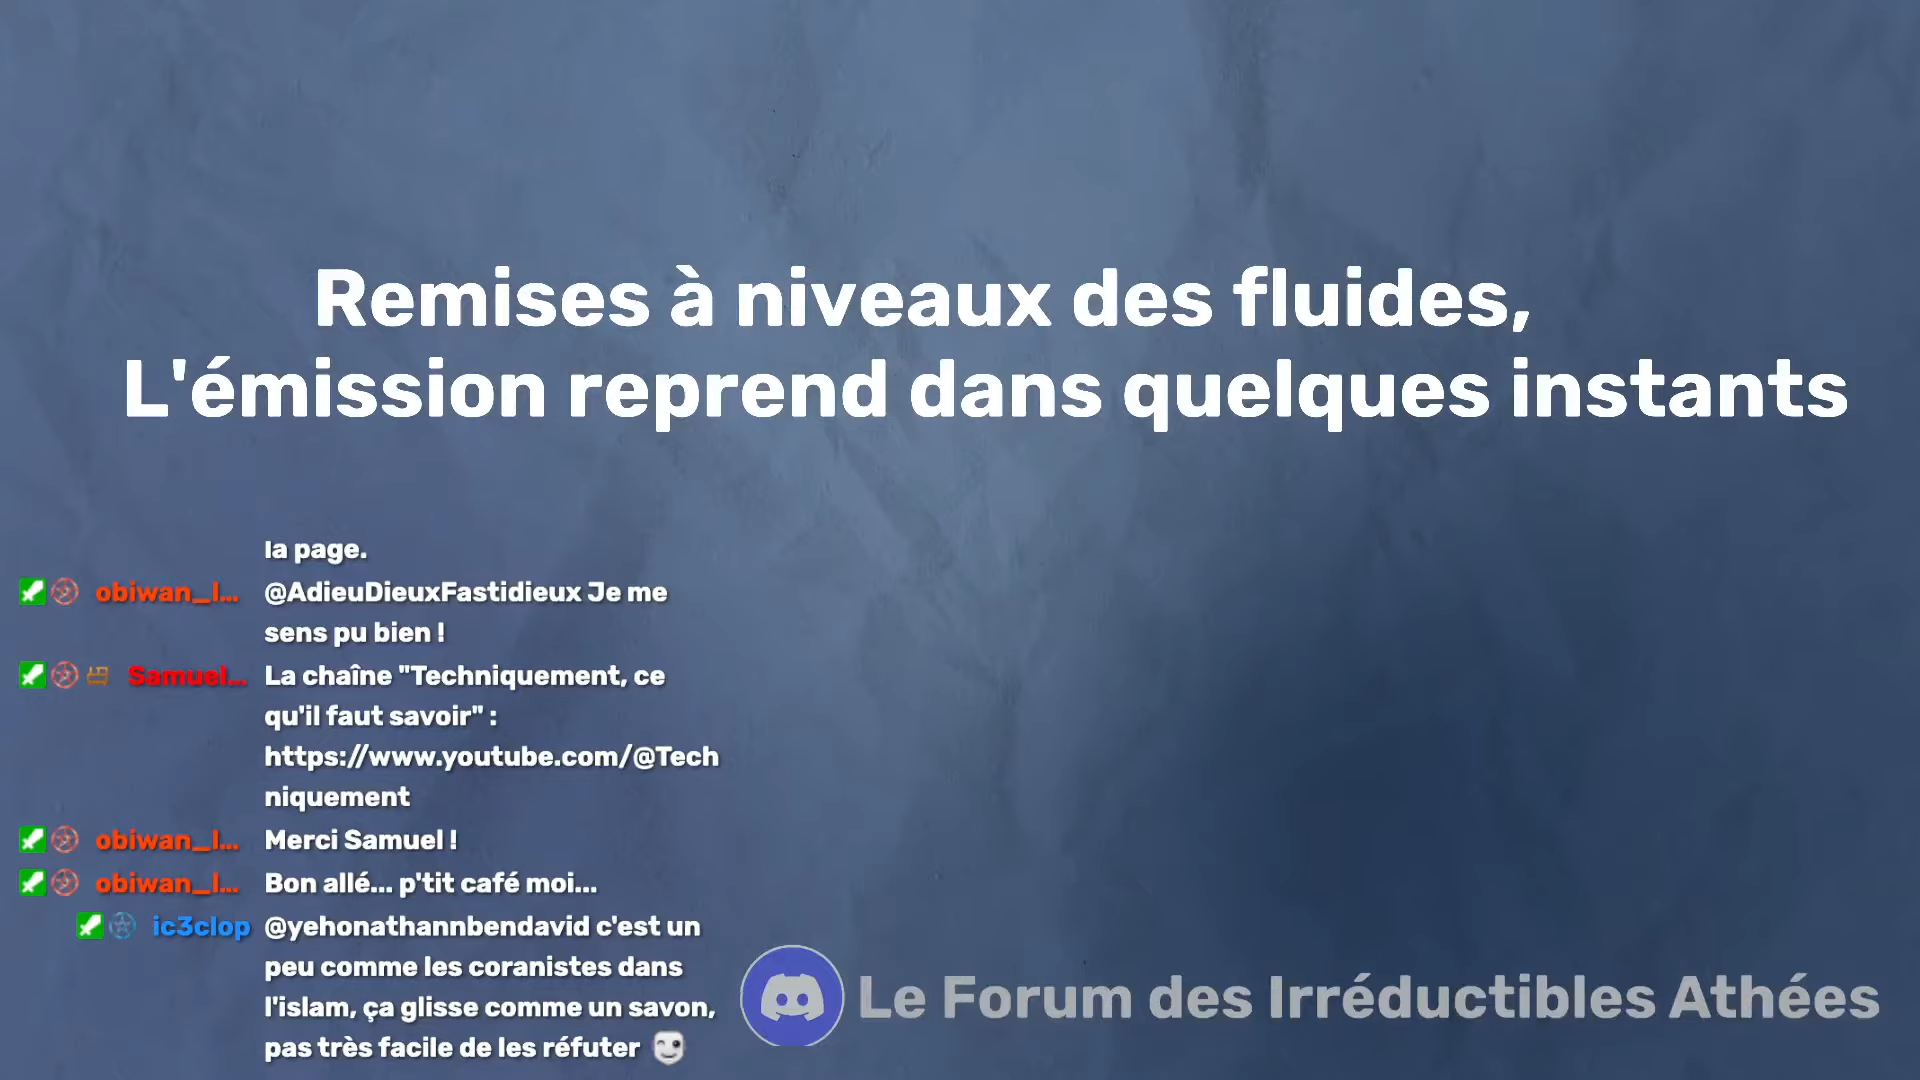 Remises à niveaux des fluides,
L'émission reprend dans quelques instants
la page.
obiwan_l... @AdieuDieuxFastidieux Je me
sens pu bien !
Samuel... La chaîne "Techniquement, ce
qu'il faut savoir" :
https://www.youtube.com/@Tech
niquement
obiwan_l... Merci Samuel !
obiwan_l... Bon allé... p'tit café moi...
ic3clop @yehonathannbendavid c'est un
peu comme les coranistes dans
l'islam, ça glisse comme un savon,
pas très facile de les réfuter
Le Forum des Irréductibles Athées